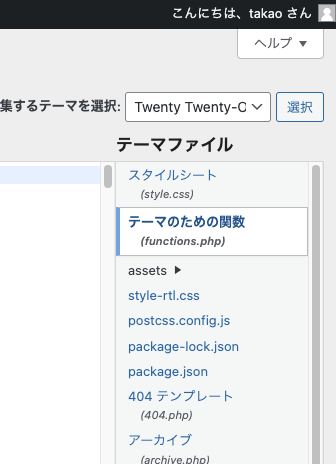 こんにちは、takao さん
ヘルプ ▼
集するテーマを選択:
Twenty Twenty-O
選択
テーマファイル
スタイルシート
(style.css)
テーマのための関数
(functions.php)
assets ▶
style-rtl.css
postcss.config.js
package-lock.json
package.json
404 テンプレート
(404.php)
アーカイブ
(archive.php)